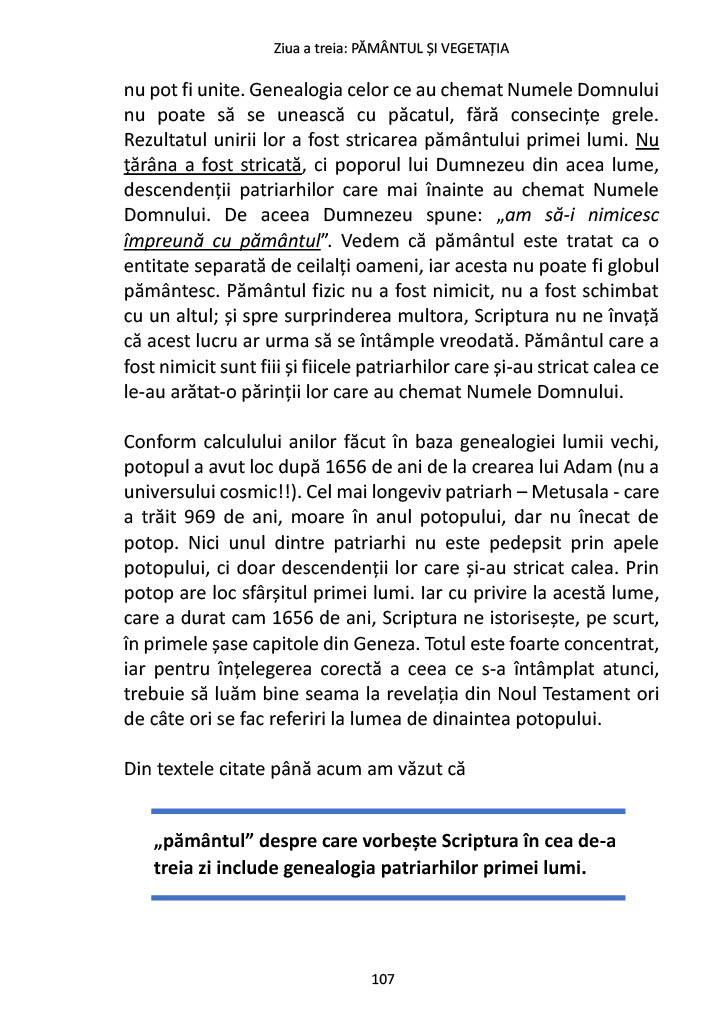 Ziua a treia: PĂMÂNTUL ȘI VEGETAȚIA
nu pot fi unite. Genealogia celor ce au chemat Numele Domnului
nu poate să se unească cu păcatul, fără consecințe grele.
Rezultatul unirii lor a fost stricarea pământului primei lumi. Nu
țărâna a fost stricată, ci poporul lui Dumnezeu din acea lume,
descendenții patriarhilor care mai înainte au chemat Numele
Domnului. De aceea Dumnezeu spune: „am să-i nimicesc
împreună cu pământul”. Vedem că pământul este tratat ca o
entitate separată de ceilalți oameni, iar acesta nu poate fi globul
pământesc. Pământul fizic nu a fost nimicit, nu a fost schimbat
cu un altul; și spre surprinderea multora, Scriptura nu ne învață
că acest lucru ar urma să se întâmple vreodată. Pământul care a
fost nimicit sunt fiii și fiicele patriarhilor care și-au stricat calea ce
le-au arătat-o părinții lor care au chemat Numele Domnului.
Conform calculului anilor făcut în baza genealogiei lumii vechi,
potopul a avut loc după 1656 de ani de la crearea lui Adam (nu a
universului cosmic!!). Cel mai longeviv patriarh – Metusala - care
a trăit 969 de ani, moare în anul potopului, dar nu înecat de
potop. Nici unul dintre patriarhi nu este pedepsit prin apele
potopului, ci doar descendenții lor care și-au stricat calea. Prin
potop are loc sfârșitul primei lumi. Iar cu privire la acestă lume,
care a durat cam 1656 de ani, Scriptura ne istorisește, pe scurt,
în primele șase capitole din Geneza. Totul este foarte concentrat,
iar pentru înțelegerea corectă a ceea ce s-a întâmplat atunci,
trebuie să luăm bine seama la revelația din Noul Testament ori
de câte ori se fac referiri la lumea de dinaintea potopului.
Din textele citate până acum am văzut că
„pământul” despre care vorbește Scriptura în cea de-a
treia zi include genealogia patriarhilor primei lumi.
107